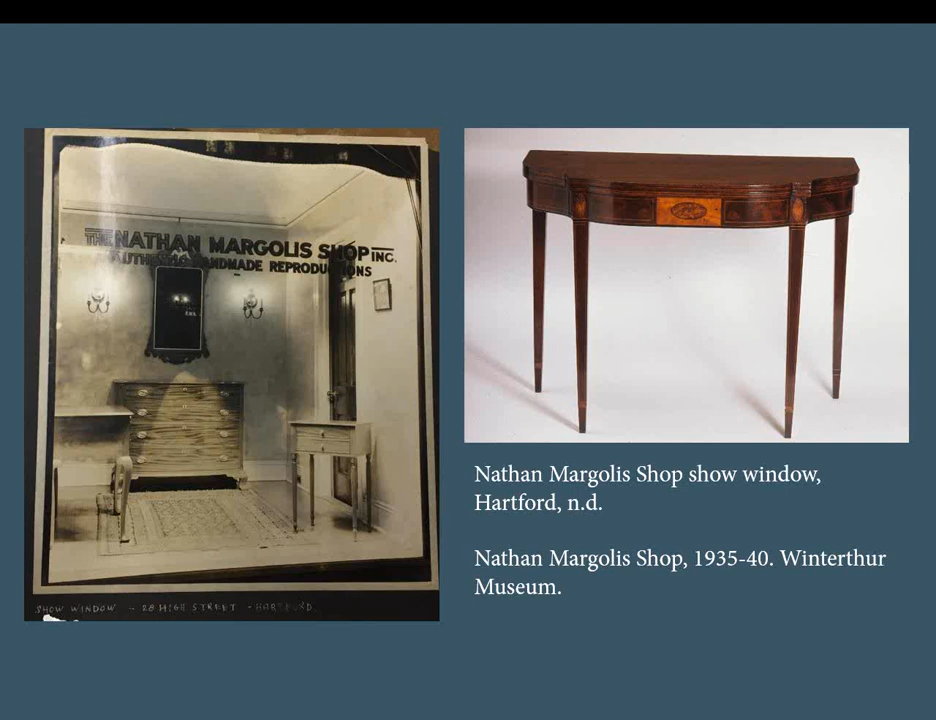 THE NATHAN MARGOLIS SHOP INC.
AUTHENTIC HANDMADE REPRODUCTIONS
SHOW WINDOW - 28 HIGH STREET - HARTFORD.
Nathan Margolis Shop show window,
Hartford, n.d.
Nathan Margolis Shop, 1935-40. Winterthur
Museum.